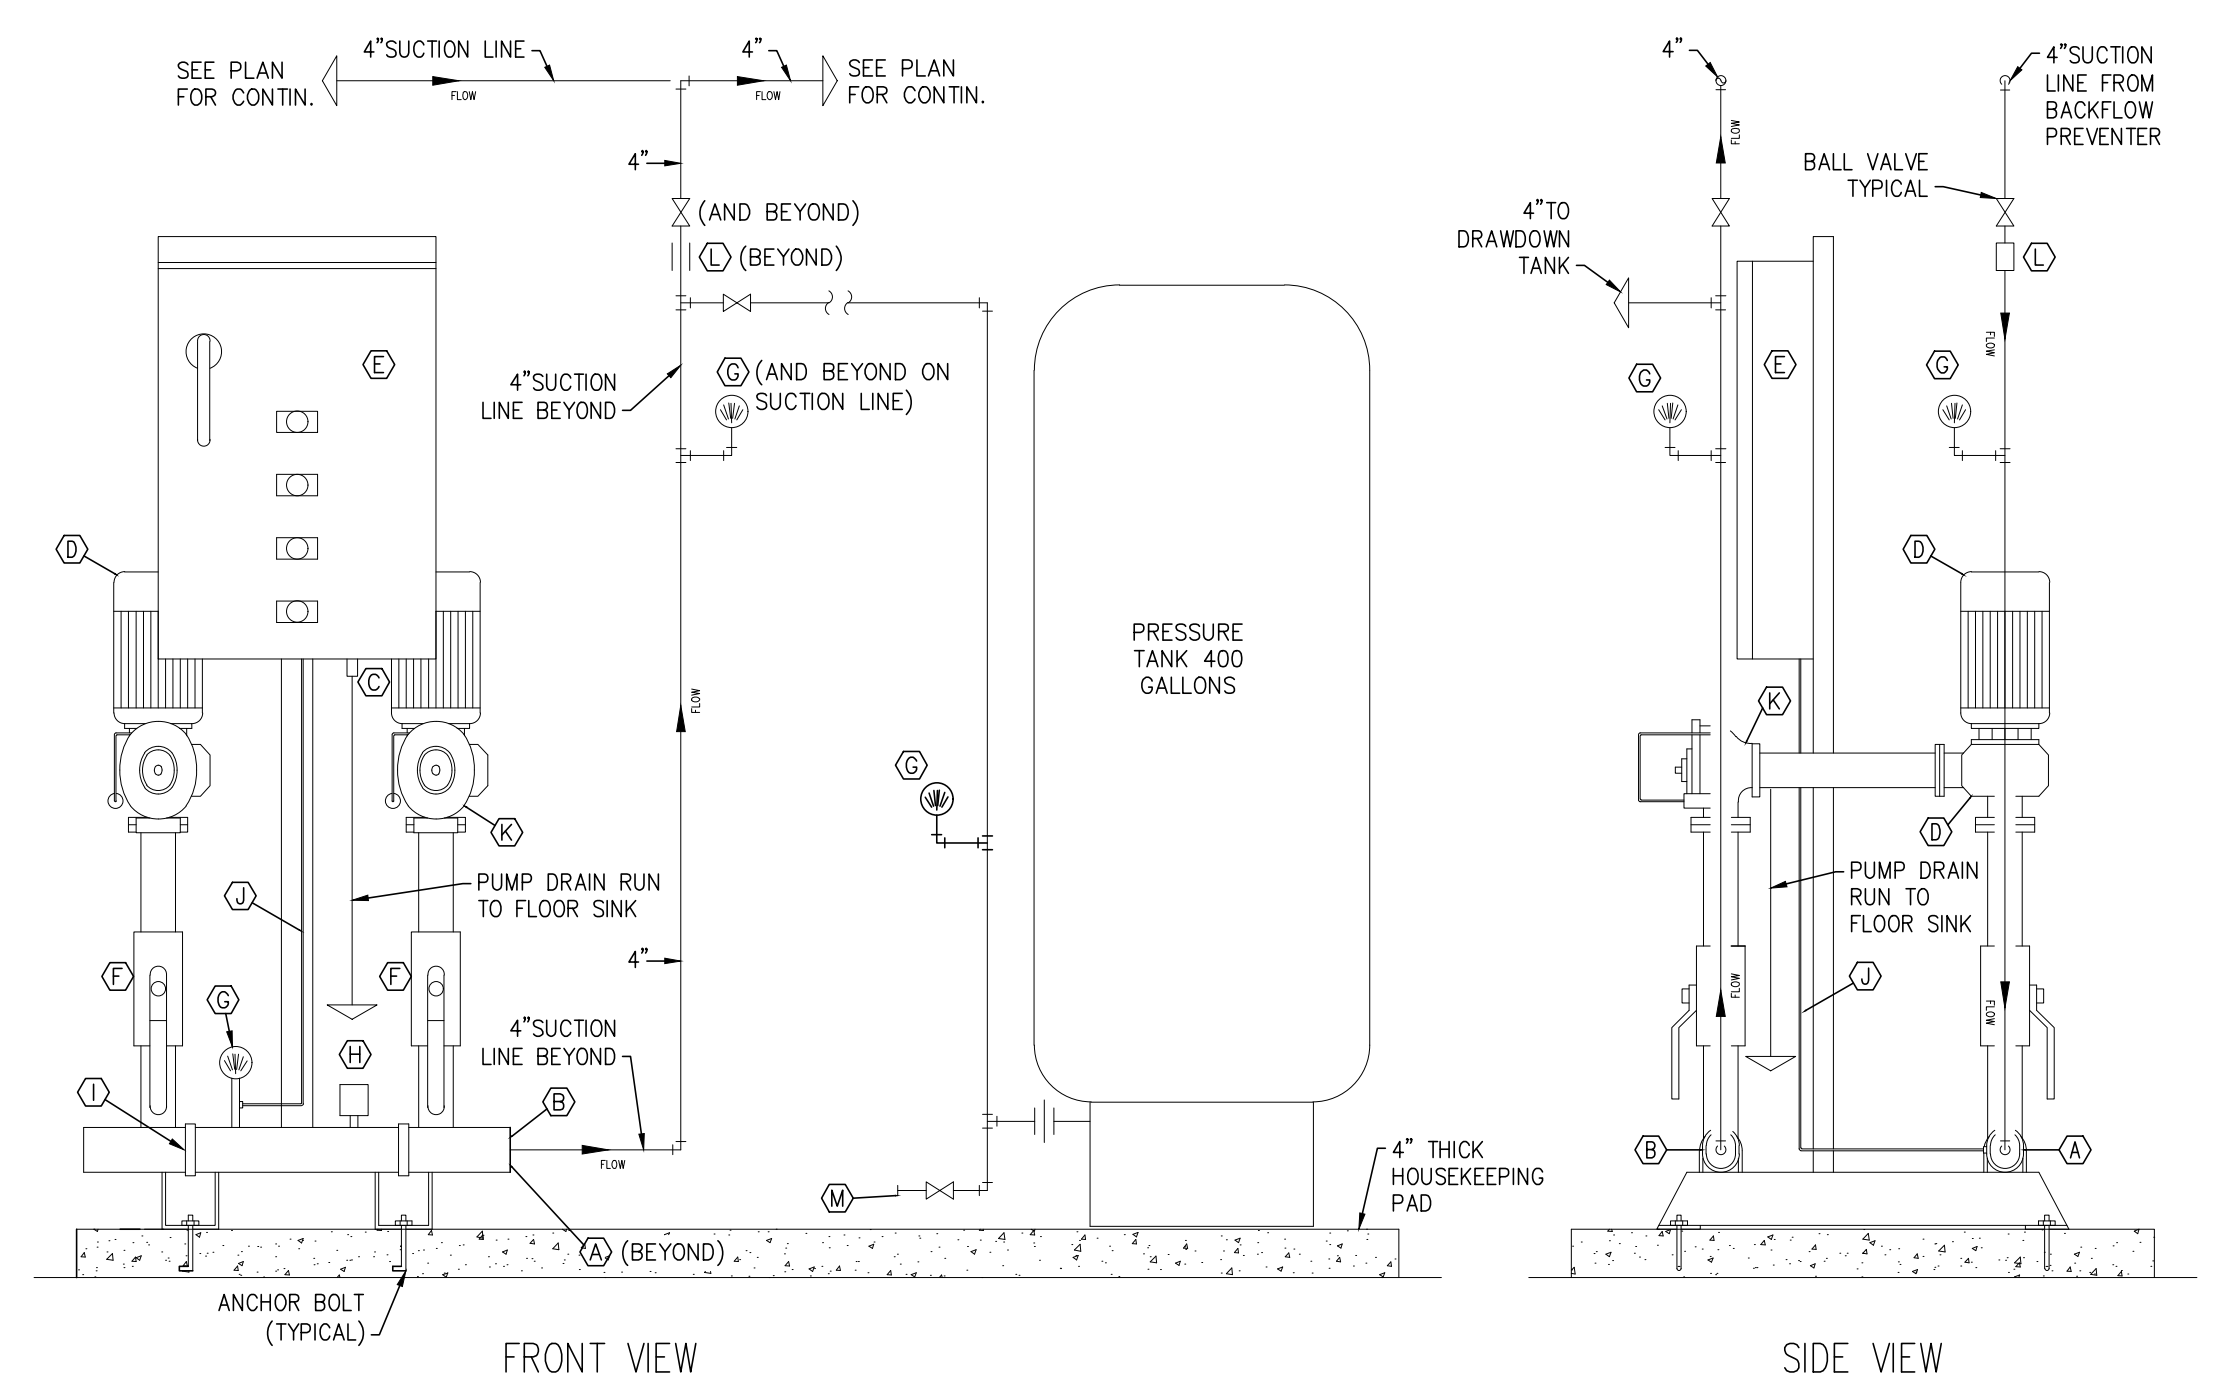 SEE PLAN
FOR CONTIN.
4"SUCTION LINE
FLOW
4"
FLOW
SEE PLAN
FOR CONTIN.
4"
(AND BEYOND)
L (BEYOND)
E
4"SUCTION
LINE BEYOND
G (AND BEYOND ON
SUCTION LINE)
D
C
FLOW
PRESSURE
TANK 400
GALLONS
G
K
J
PUMP DRAIN RUN
TO FLOOR SINK
4"
F
F
G
H
4"SUCTION
LINE BEYOND
I
B
FLOW
M
4" THICK
HOUSEKEEPING
PAD
A (BEYOND)
ANCHOR BOLT
(TYPICAL)
FRONT VIEW
4"
FLOW
4"SUCTION
LINE FROM
BACKFLOW
PREVENTER
BALL VALVE
TYPICAL
4"TO
DRAWDOWN
TANK
L
FLOW
G
E
G
D
K
D
PUMP DRAIN
RUN TO
FLOOR SINK
J
FLOW
FLOW
B
A
SIDE VIEW